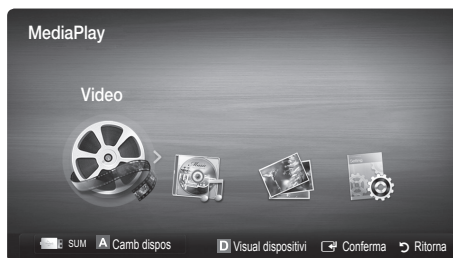 MediaPlay
Video
SUM A Camb dispos D Visual dispositivi Conferma Ritorna